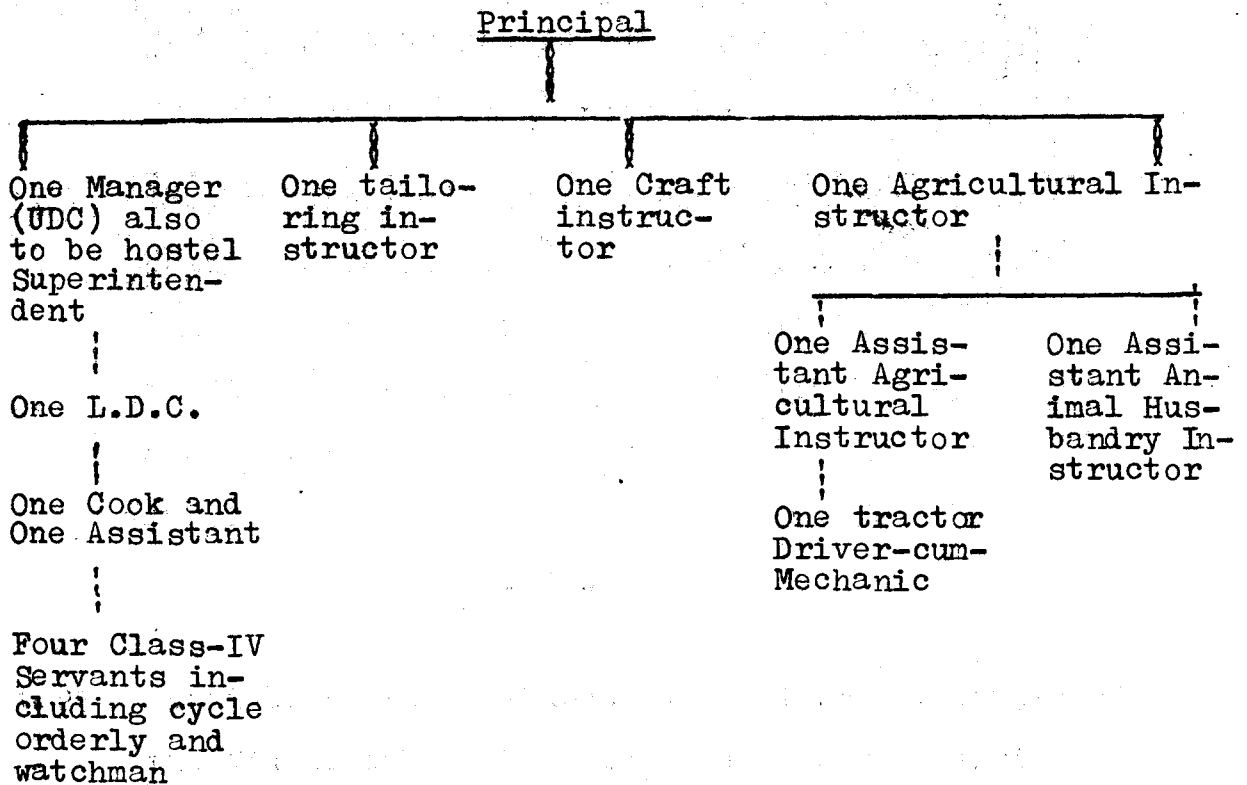 Principal
One Manager
(UDC) also
to be hostel
Superinten-
dent
One L.D.C.
One Cook and
One Assistant
Four Class-IV
Servants in-
cluding cycle
orderly and
watchman
One tailo-
ring in-
structor
One Craft
instruc-
tor
One Agricultural In-
structor
One Assis-
tant Agri-
cultural
Instructor
One tractor
Driver-cum-
Mechanic
One Assi-
stant An-
imal Hus-
bandry In-
structor